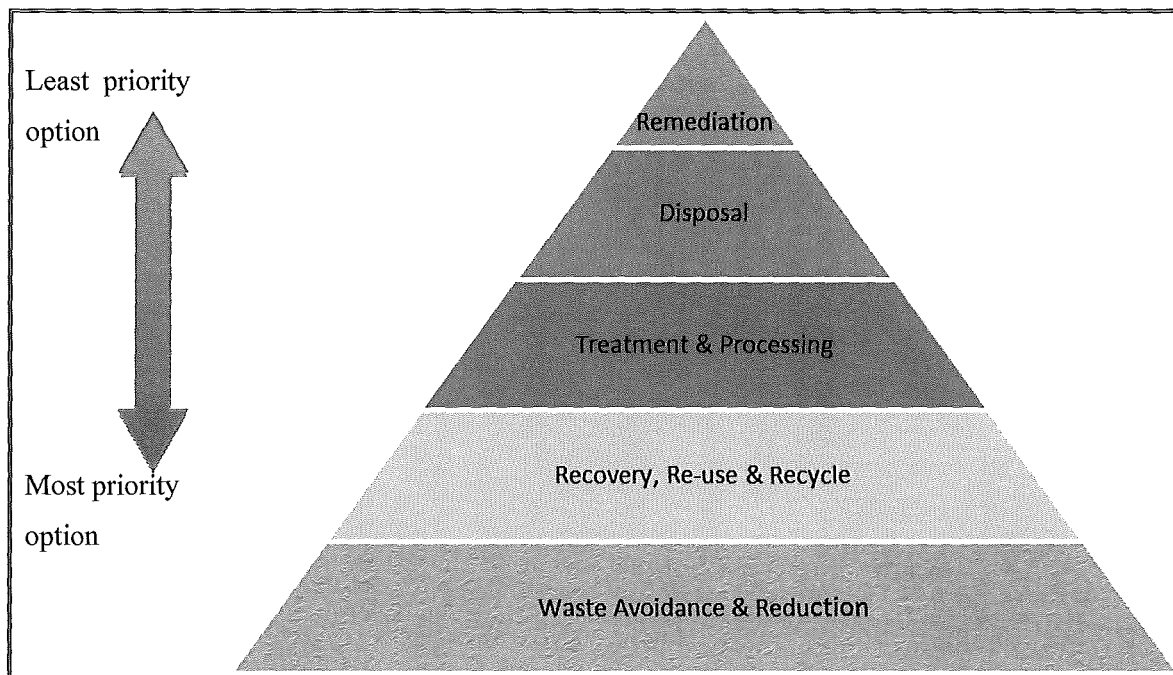 Least priority
option
Remediation
Disposal
Treatment & Processing
Recovery, Re-use & Recycle
Most priority
option
Waste Avoidance & Reduction